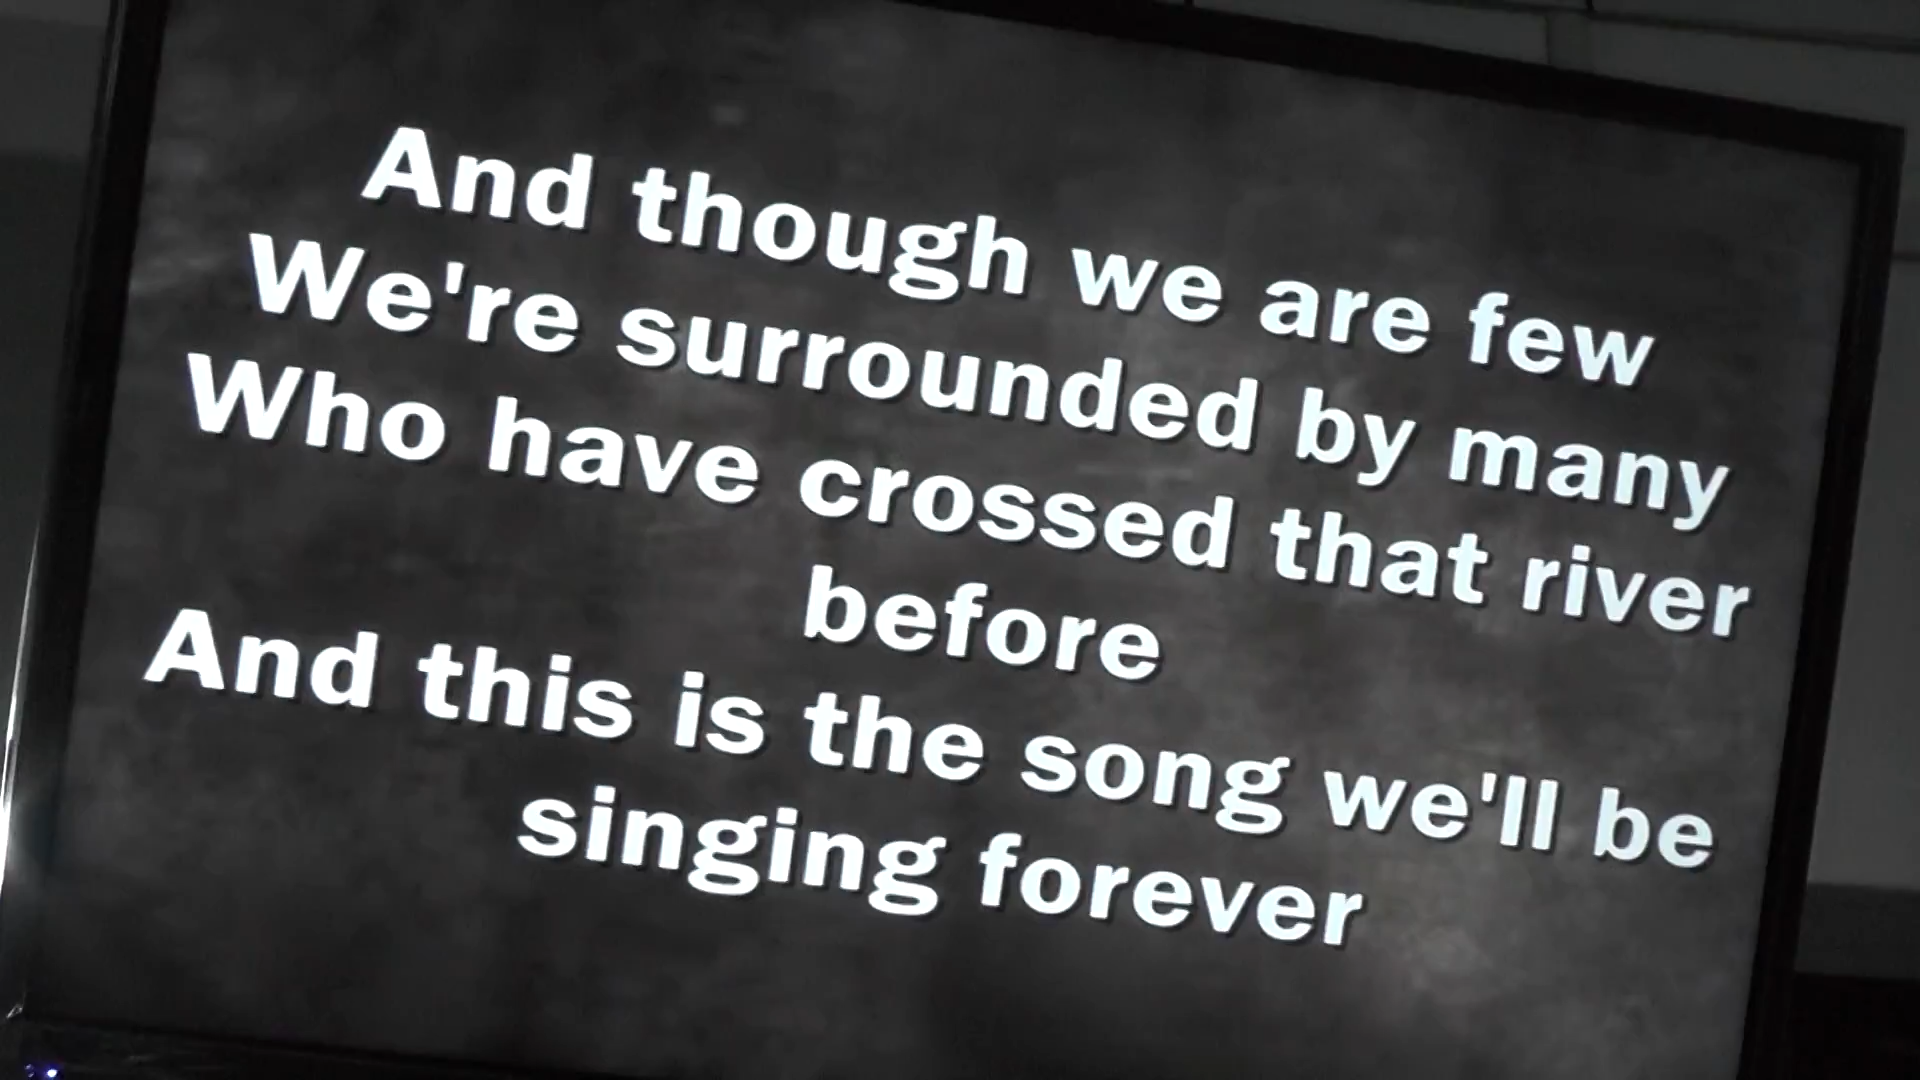 And though we are few
We're surrounded by many
Who have crossed that river
before
And this is the song we'll be
singing forever